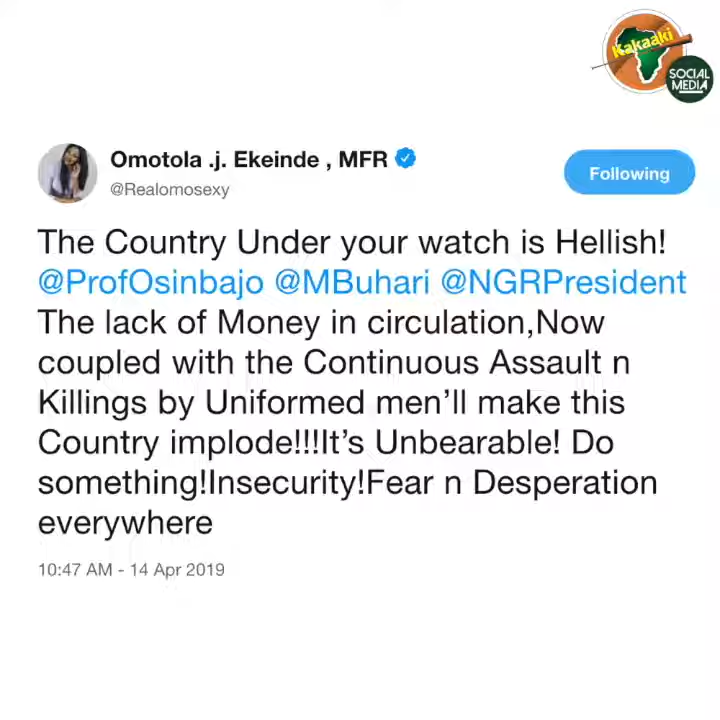 Kakaaki
SOCIAL
MEDIA
Omotola .j. Ekeinde , MFR
@Realomosexy
Following
The Country Under your watch is Hellish!
@ProfOsinbajo @MBuhari @NGRPresident
The lack of Money in circulation,Now
coupled with the Continuous Assault n
Killings by Uniformed men’ll make this
Country implode!!!It’s Unbearable! Do
something!Insecurity!Fear n Desperation
everywhere
10:47 AM - 14 Apr 2019